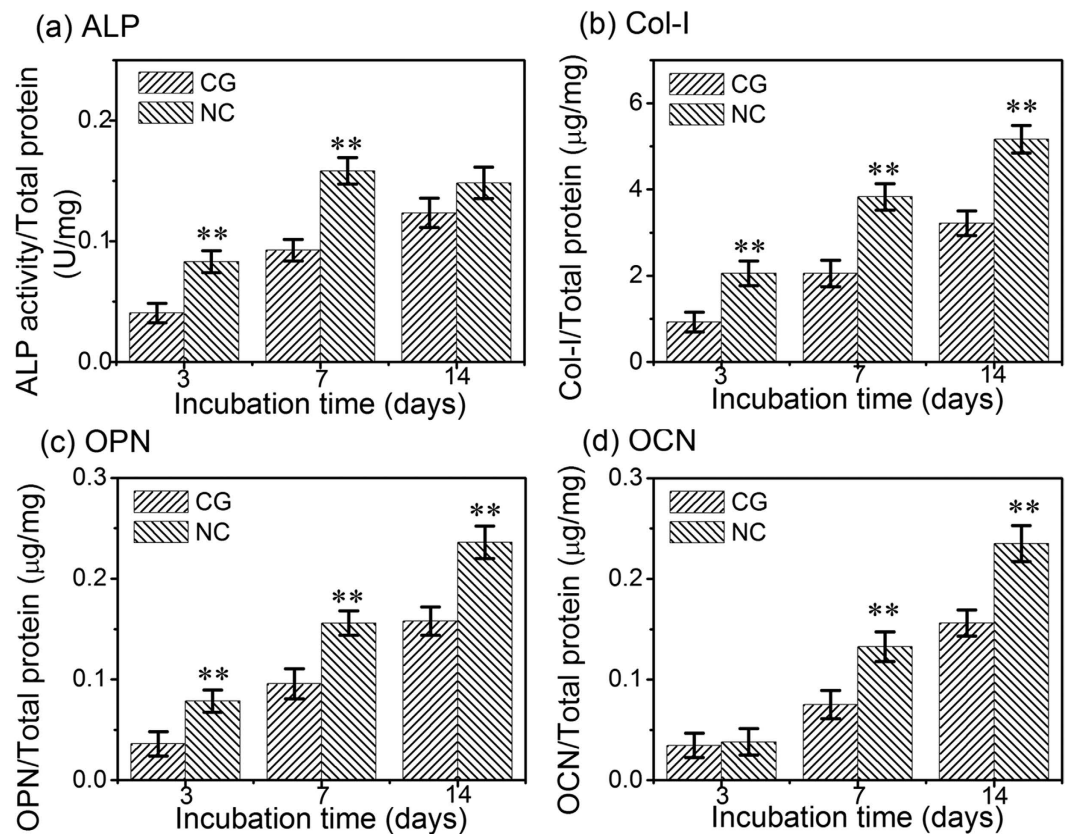 (a) ALP
ALP activity/Total protein
(U/mg)
0.2
0.1
0.0
CG
NC
**
**
3
7
14
Incubation time (days)
(b) Col-I
Col-I/Total protein (μg/mg)
6
4
2
0
CG
NC
**
**
**
3
7
14
Incubation time (days)
(c) OPN
OPN/Total protein (μg/mg)
0.3
0.2
0.1
0.0
CG
NC
**
**
**
3
7
14
Incubation time (days)
(d) OCN
OCN/Total protein (μg/mg)
0.3
0.2
0.1
0.0
CG
NC
**
**
3
7
14
Incubation time (days)